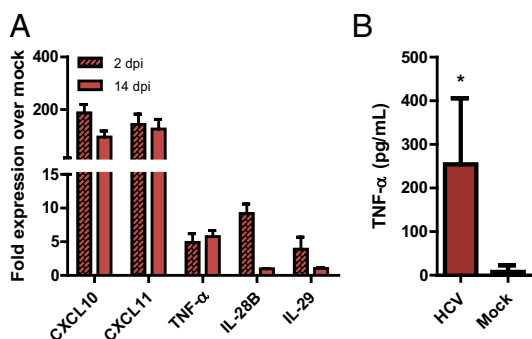 A
Fold expression over mock
400
200
15
10
5
0
2 dpi
14 dpi
CXCL10
CXCL11
TNF-α
IL-28B
IL-29
B
TNF-α (pg/mL)
500
400
300
200
100
0
*
HCV
Mock